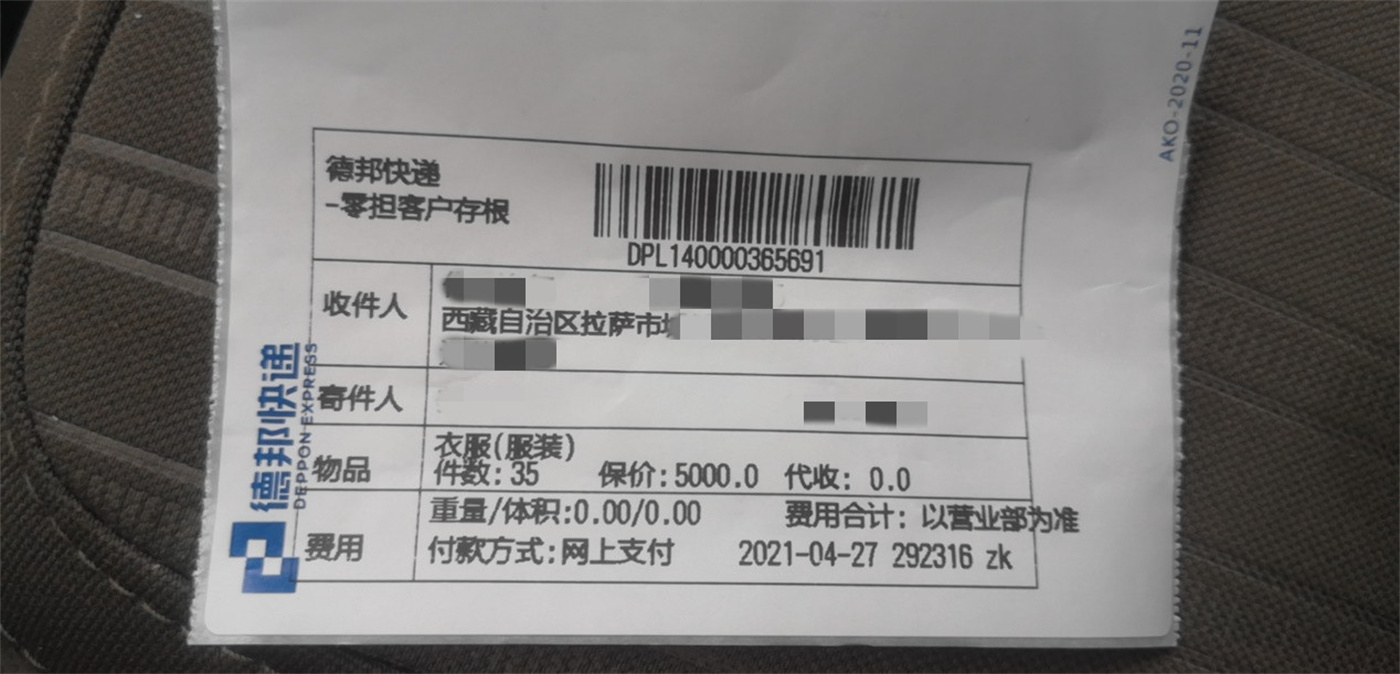 AKO-2020-11
德邦快递
-零担客户存根
DPL140000365691
收件人
西藏自治区拉萨市
寄件人
物品
衣服(服装)
件数:35 保价:5000.0 代收: 0.0
费用
重量/体积:0.00/0.00 费用合计: 以营业部为准
付款方式:网上支付 2021-04-27 292316 zk
德邦快递
DEPPON EXPRESS